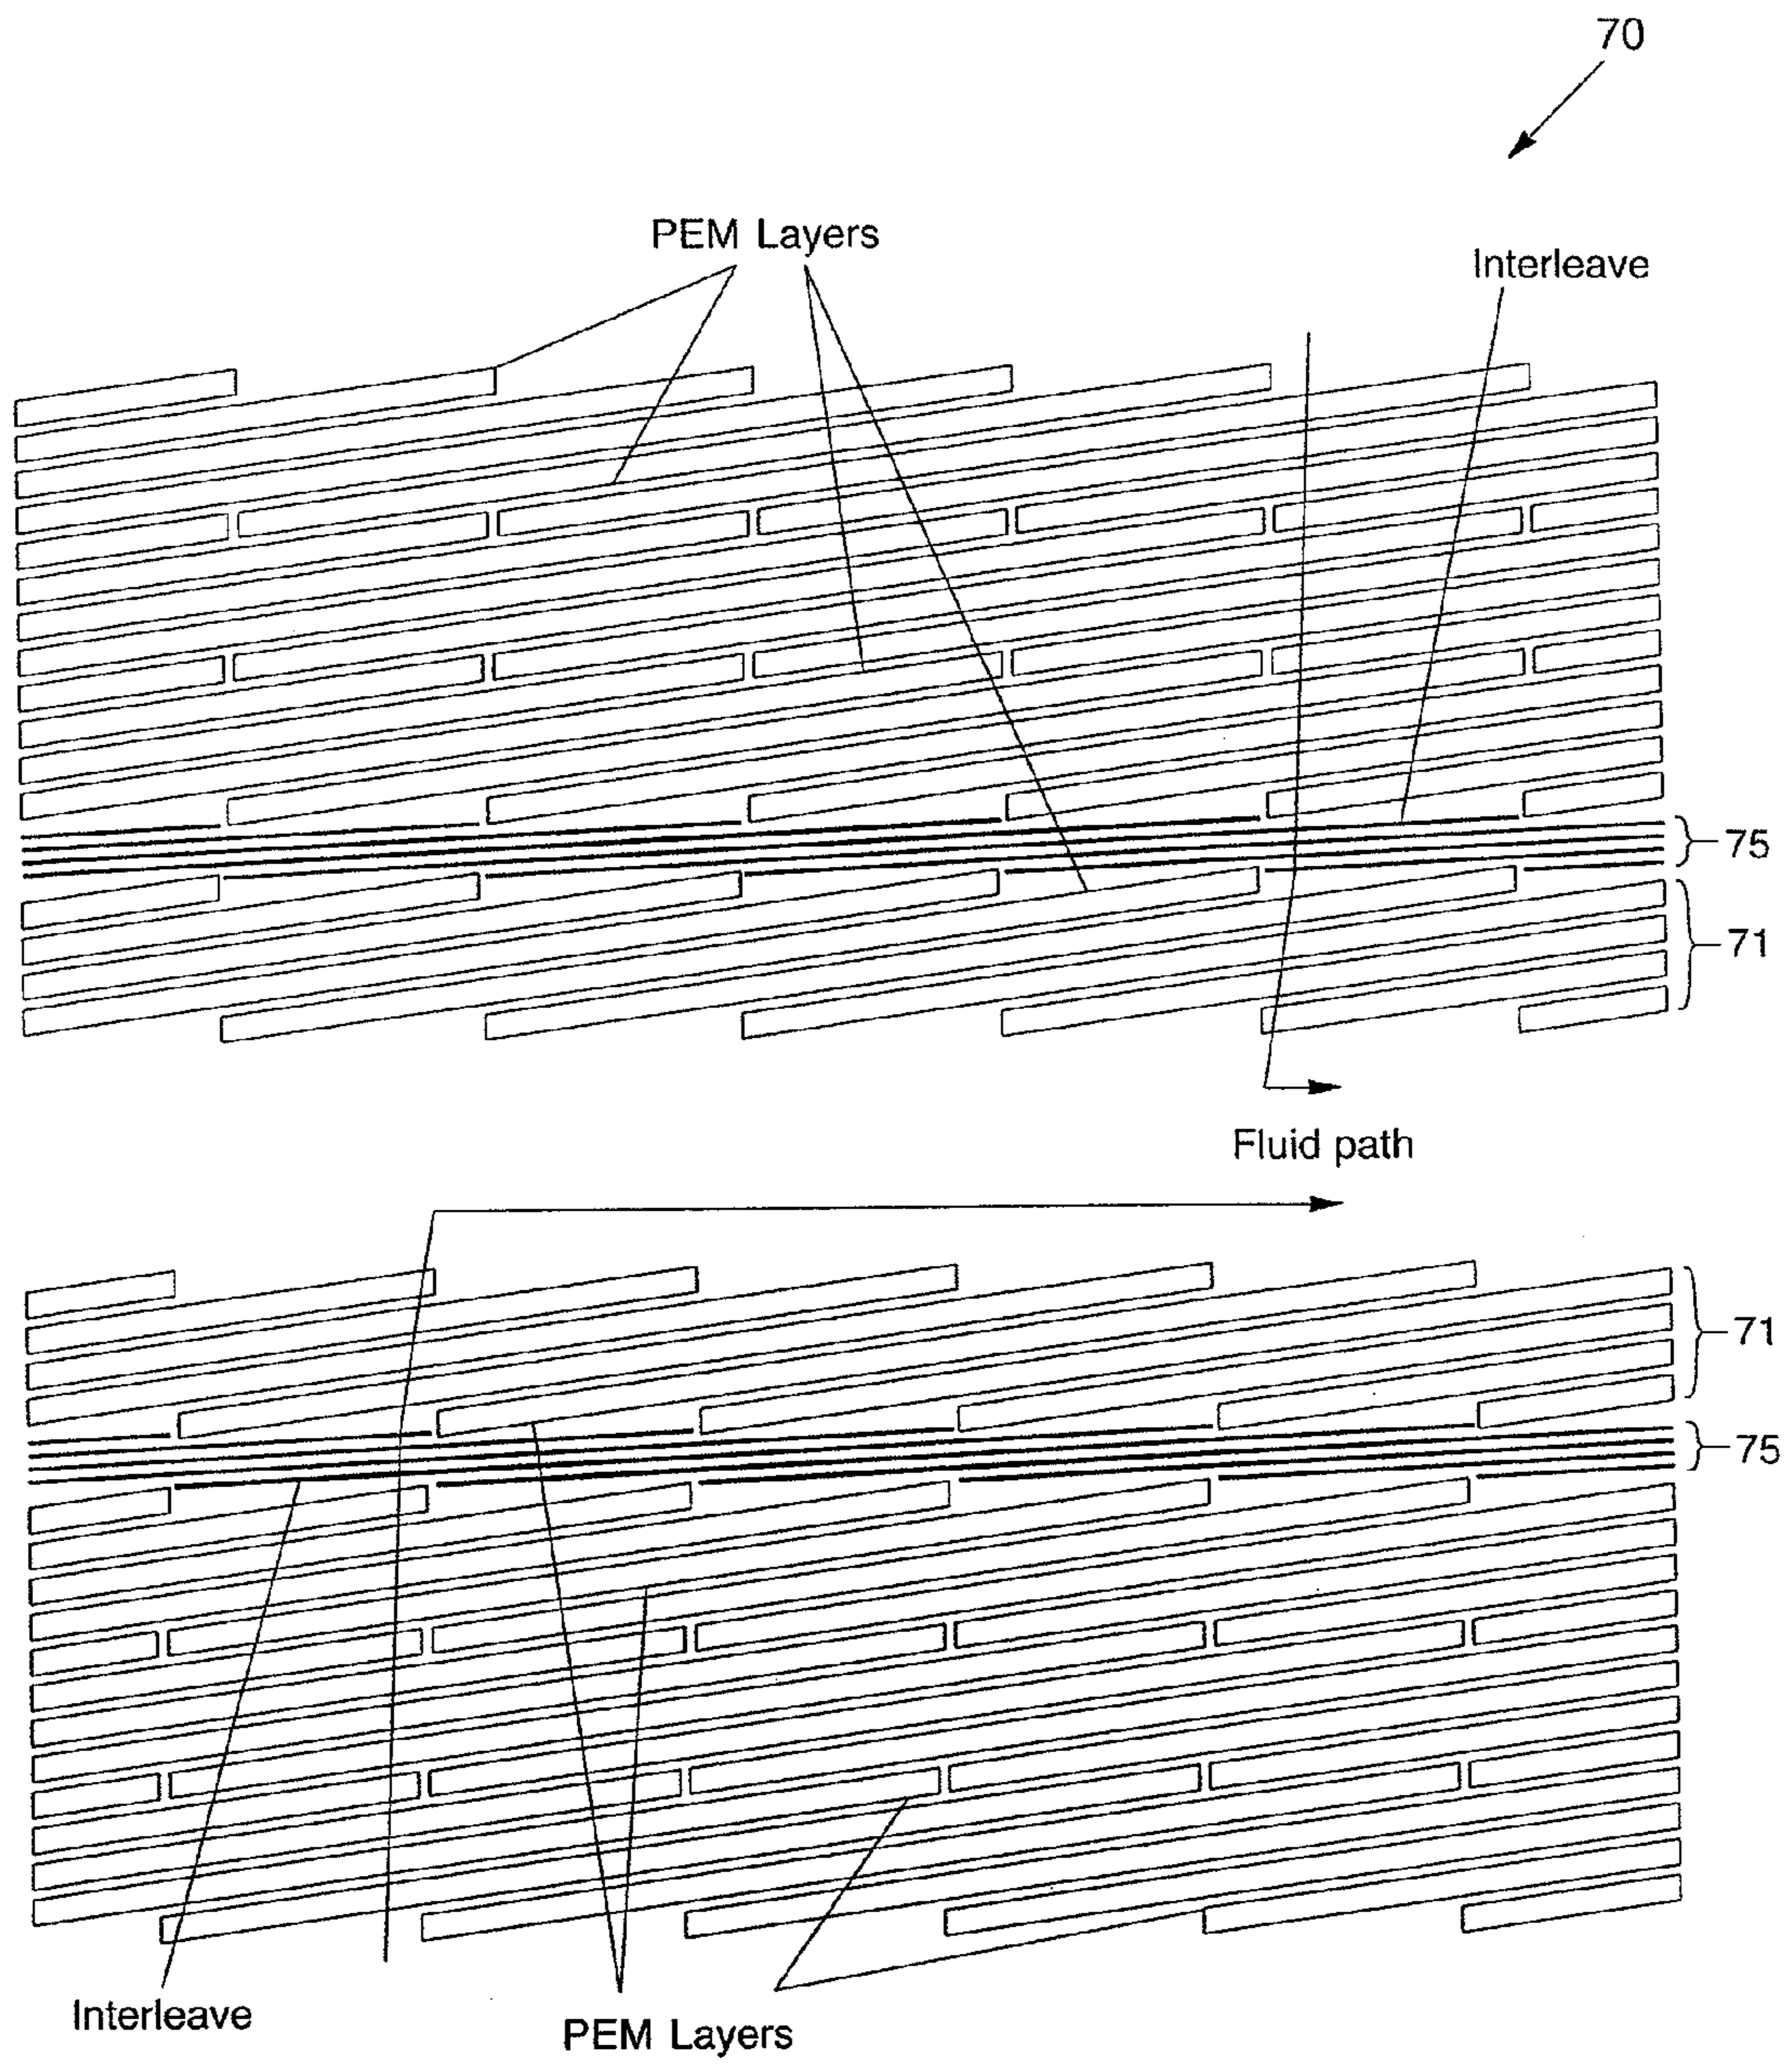 70
PEM Layers
Interleave
75
71
Fluid path
71
75
Interleave
PEM Layers